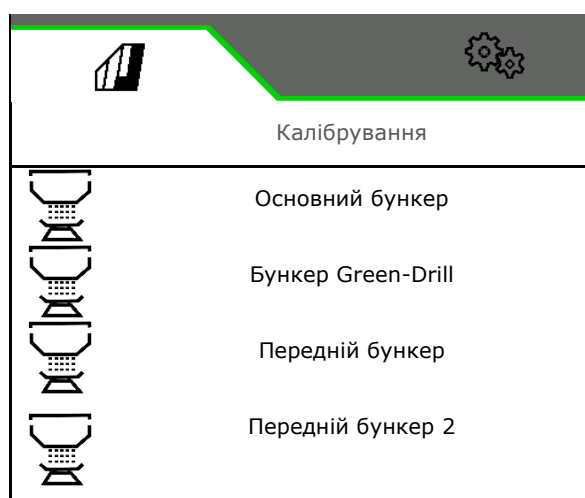 Калібрування
Основний бункер
Бункер Green-Drill
Передній бункер
Передній бункер 2